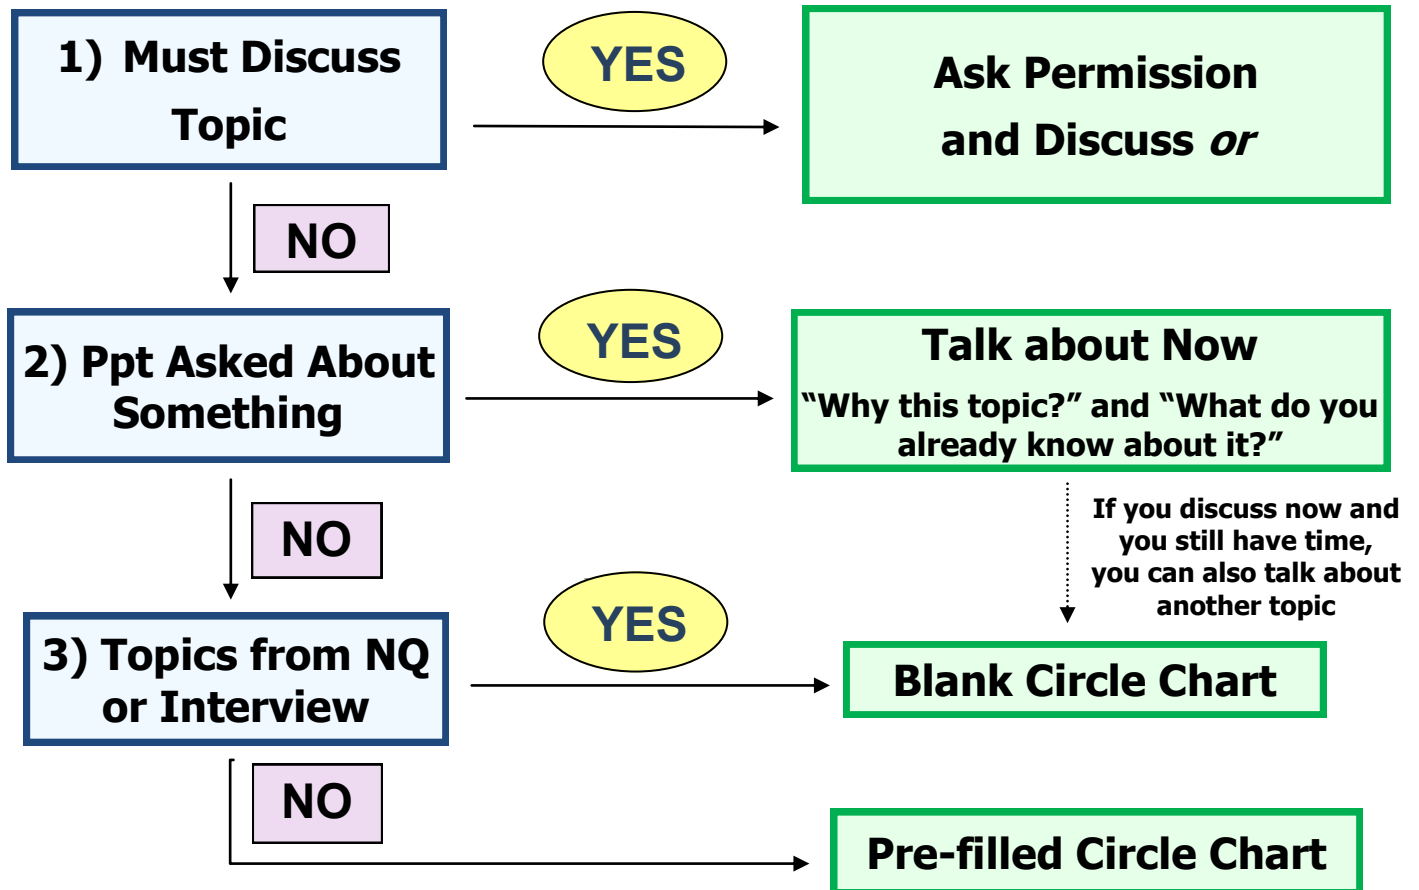 1) Must Discuss
Topic
YES
Ask Permission
and Discuss or
NO
2) Ppt Asked About
Something
YES
Talk about Now
“Why this topic?” and “What do you
already know about it?”
NO
If you discuss now and
you still have time,
you can also talk about
another topic
3) Topics from NQ
or Interview
YES
Blank Circle Chart
NO
Pre-filled Circle Chart